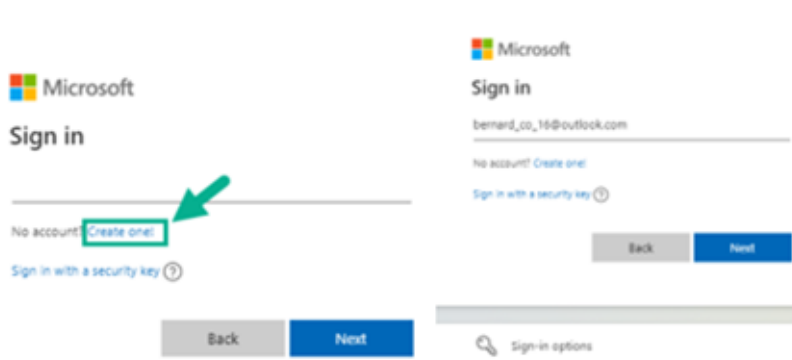 Microsoft
Sign in
No account? Create one!
Sign in with a security key ?
Back
Next
Microsoft
Sign in
bernard_co_16@outlook.com
No account? Create one!
Sign in with a security key ?
Back
Next
Sign-in options